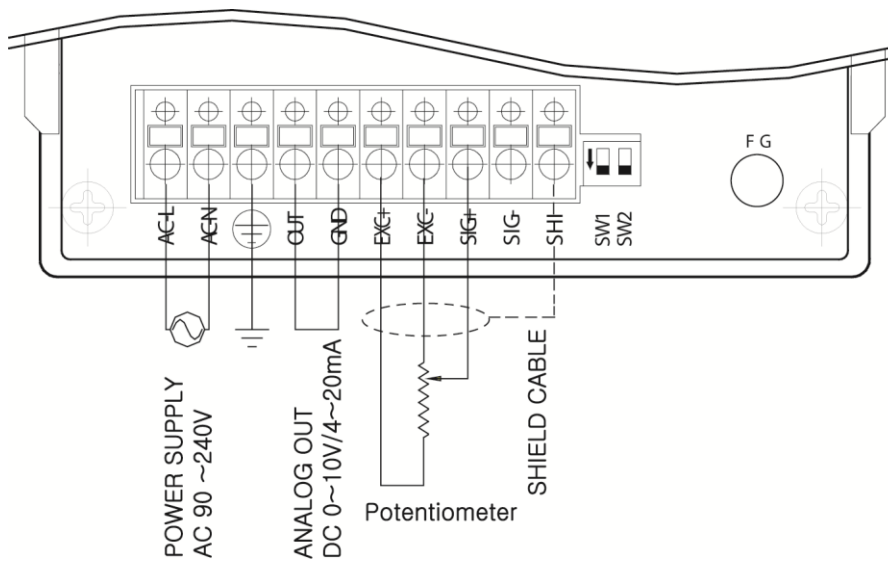 F G
AC-L
AC-N
OUT
GND
EXC+
EXC-
SIG+
SIG-
SHI
SW1
SW2
POWER SUPPLY
AC 90 ~240V
ANALOG OUT
DC 0~10V/4~20mA
Potentiometer
SHIELD CABLE